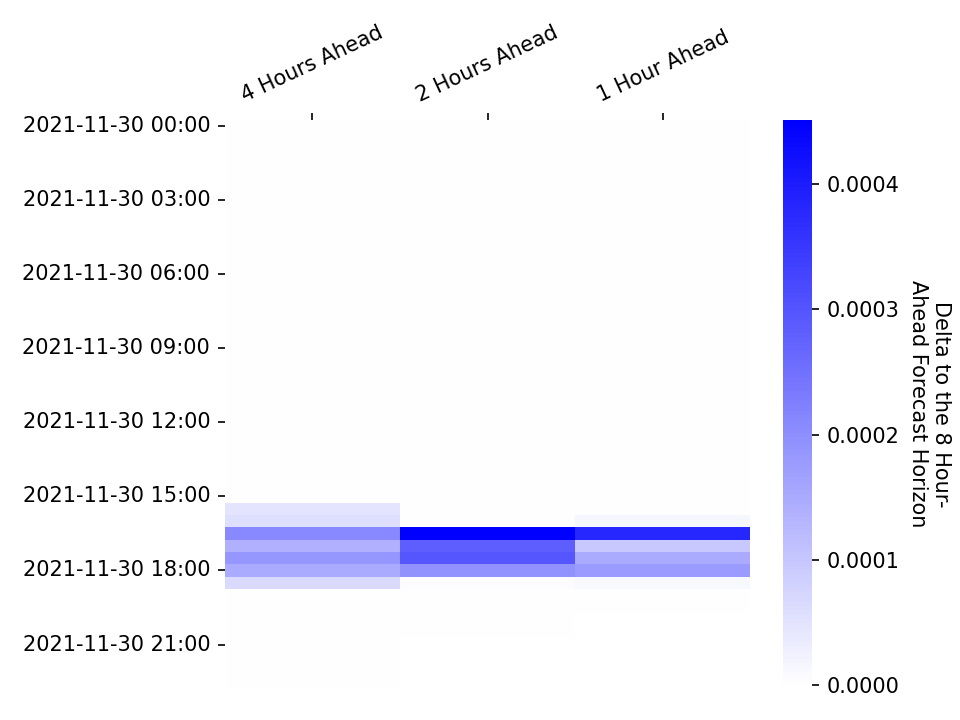 4 Hours Ahead
2 Hours Ahead
1 Hour Ahead
2021-11-30 00:00
2021-11-30 03:00
2021-11-30 06:00
2021-11-30 09:00
2021-11-30 12:00
2021-11-30 15:00
2021-11-30 18:00
2021-11-30 21:00
0.0004
0.0003
0.0002
0.0001
0.0000
Delta to the 8 Hour-
Ahead Forecast Horizon